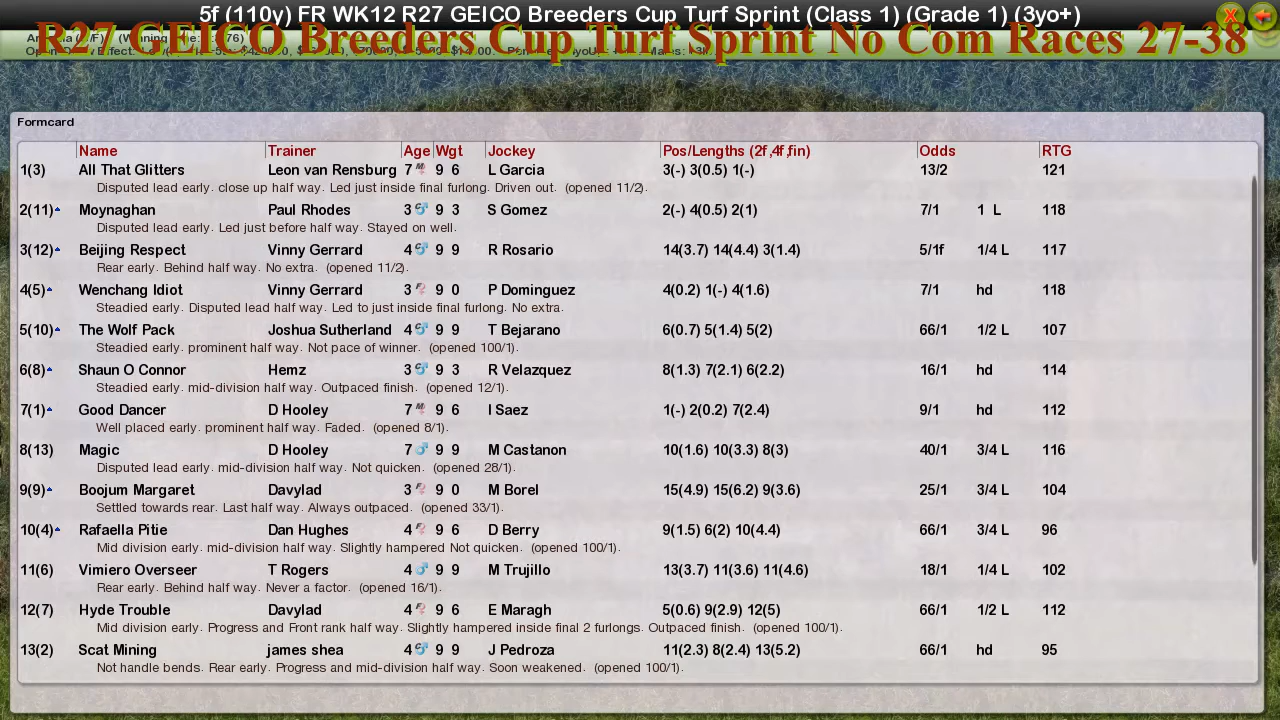 5f (110y) FR WK12 R27 GEICO Breeders Cup Turf Sprint (Class 1) (Grade 1) (3yo+)
R27 GEICO Breeders Cup Turf Sprint No Com Races 27-38
Formcard
Name Trainer Age Wgt Jockey Pos/Lengths (2f,4f,fin) Odds RTG
1(3) All That Glitters Leon van Rensburg 7 9 6 L Garcia 3(-) 3(0.5) 1(-) 13/2 121
Disputed lead early. close up half way. Led just inside final furlong. Driven out. (opened 11/2).
2(11) Moynaghan Paul Rhodes 3 9 3 S Gomez 2(-) 4(0.5) 2(1) 7/1 1 L 118
Disputed lead early. Led just before half way. Stayed on well.
3(12) Beijing Respect Vinny Gerrard 4 9 9 R Rosario 14(3.7) 14(4.4) 3(1.4) 5/1f 1/4 L 117
Rear early. Behind half way. No extra. (opened 11/2).
4(5) Wenchang Idiot Vinny Gerrard 3 9 0 P Dominguez 4(0.2) 1(-) 4(1.6) 7/1 hd 118
Steadied early. Disputed lead half way. Led to just inside final furlong. No extra.
5(10) The Wolf Pack Joshua Sutherland 4 9 9 T Bejarano 6(0.7) 5(1.4) 5(2) 66/1 1/2 L 107
Steadied early. prominent half way. Not pace of winner. (opened 100/1).
6(8) Shaun O Connor Hemz 3 9 3 R Velazquez 8(1.3) 7(2.1) 6(2.2) 16/1 hd 114
Steadied early. mid-division half way. Outpaced finish. (opened 12/1).
7(1) Good Dancer D Hooley 7 9 6 I Saez 1(-) 2(0.2) 7(2.4) 9/1 hd 112
Well placed early. prominent half way. Faded. (opened 8/1).
8(13) Magic D Hooley 7 9 9 M Castanon 10(1.6) 10(3.3) 8(3) 40/1 3/4 L 116
Disputed lead early. mid-division half way. Not quicken. (opened 28/1).
9(9) Boojum Margaret Davylad 3 9 0 M Borel 15(4.9) 15(6.2) 9(3.6) 25/1 3/4 L 104
Settled towards rear. Last half way. Always outpaced. (opened 33/1).
10(4) Rafaella Pitie Dan Hughes 4 9 6 D Berry 9(1.5) 6(2) 10(4.4) 66/1 3/4 L 96
Mid division early. mid-division half way. Slightly hampered Not quicken. (opened 100/1).
11(6) Vimiero Overseer T Rogers 4 9 9 M Trujillo 13(3.7) 11(3.6) 11(4.6) 18/1 1/4 L 102
Rear early. Behind half way. Never a factor. (opened 16/1).
12(7) Hyde Trouble Davylad 4 9 6 E Maragh 5(0.6) 9(2.9) 12(5) 66/1 1/2 L 112
Mid division early. Progress and Front rank half way. Slightly hampered inside final 2 furlongs. Outpaced finish. (opened 100/1).
13(2) Scat Mining james shea 4 9 9 J Pedroza 11(2.3) 8(2.4) 13(5.2) 66/1 hd 95
Not handle bends. Rear early. Progress and mid-division half way. Soon weakened. (opened 100/1).